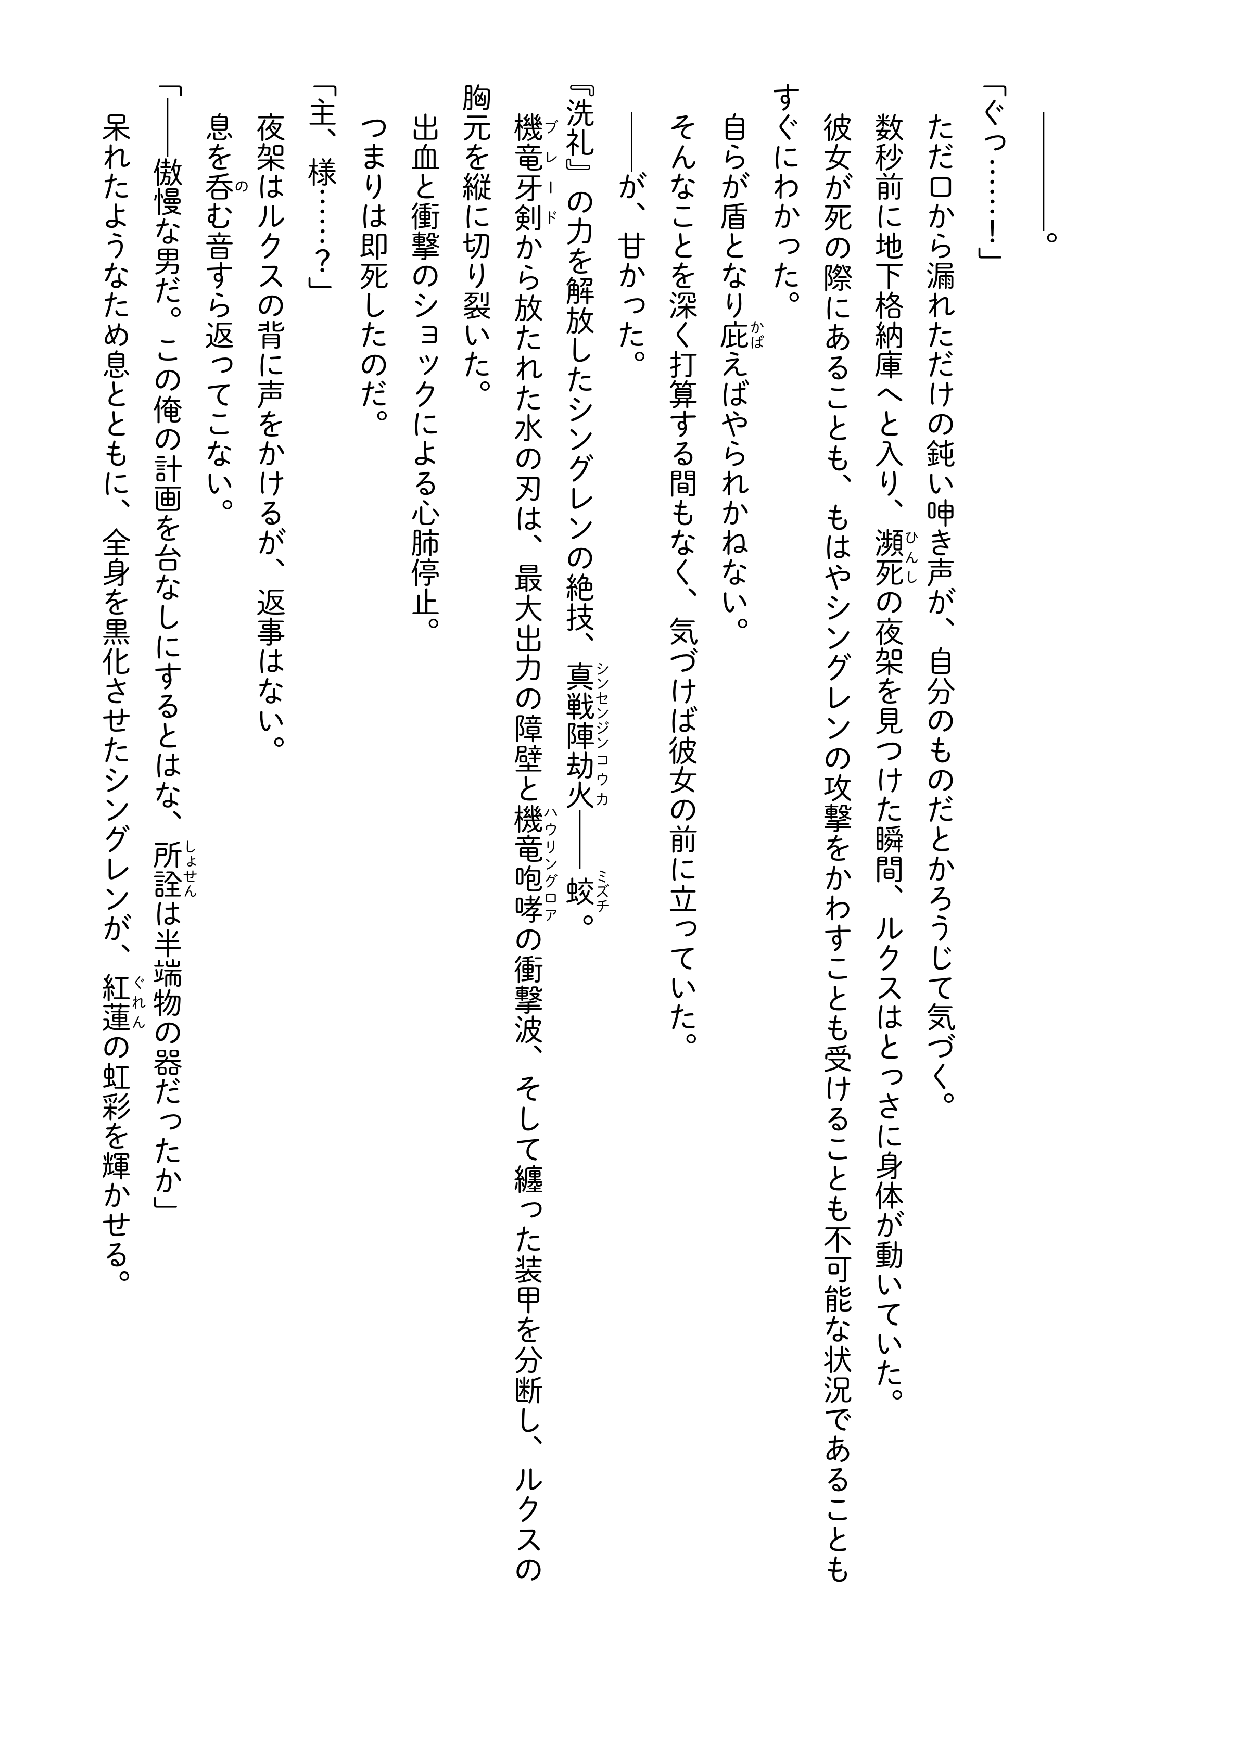 ――――。
「ぐっ……！」
ただ口から漏れただけの鈍い呻き声が、自分のものだとかろうじて気づく。
数秒前に地下格納庫へと入り、瀕死の夜架を見つけた瞬間、ルクスはとっさに身体が動いていた。
彼女が死の際にあることも、もはやシングレンの攻撃をかわすことも受けることも不可能な状況であることも
すぐにわかった。
自らが盾となり庇えばやられかねない。
そんなことを深く打算する間もなく、気づけば彼女の前に立っていた。
――が、甘かった。
『洗礼』の力を解放したシングレンの絶技、真戦陣劫火――蛟。
機竜牙剣から放たれた水の刃は、最大出力の障壁と機竜咆哮の衝撃波、そして纏った装甲を分断し、ルクスの
胸元を縦に切り裂いた。
出血と衝撃のショックによる心肺停止。
つまりは即死したのだ。
「主、様……？」
夜架はルクスの背に声をかけるが、返事はない。
息を呑む音すら返ってこない。
「――傲慢な男だ。この俺の計画を台なしにするとはな、所詮は半端物の器だったか」
呆れたようなため息とともに、全身を黒化させたシングレンが、紅蓮の虹彩を輝かせる。